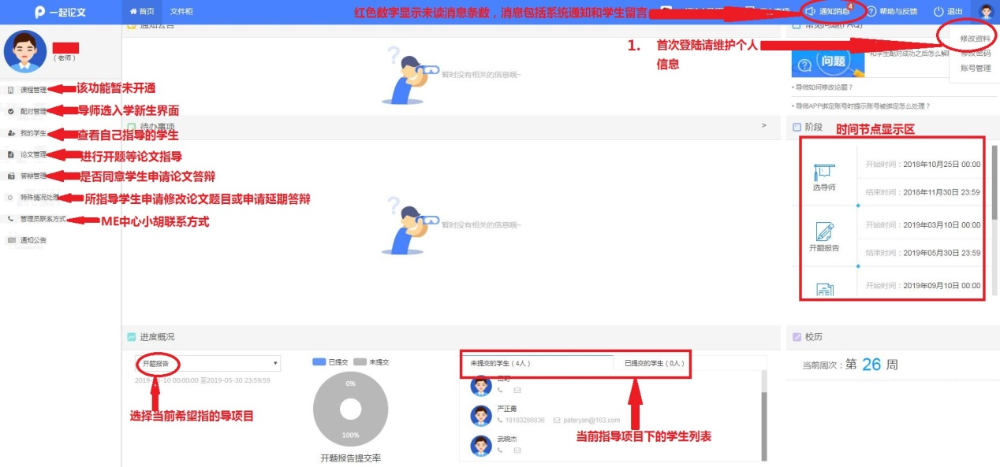 一起论文
首页
文件柜
红色数字显示未读消息条数，消息包括系统通知和学生留言
通知消息
4
帮助与反馈
退出
（老师）
通知公告
常见问题(FAQ)
1. 首次登陆请维护个人
信息
修改资料
修改密码
账号管理
问题
和学生配对成功之后怎么解
• 导师如何修改论题？
• 导师APP绑定账号时提示账号被绑定怎么处理？
暂时没有相关的信息哦~
课程管理
该功能暂未开通
配对管理
导师选入学新生界面
我的学生
查看自己指导的学生
论文管理
进行开题等论文指导
答辩管理
是否同意学生申请论文答辩
特殊情况处理
所指导学生申请修改论文题目或申请延期答辩
管理员联系方式
ME中心小胡联系方式
通知公告
待办事项
>
暂时没有相关的信息哦~
阶段
时间节点显示区
选导师
开始时间：2018年10月25日 00:00
结束时间：2018年11月30日 23:59
开题报告
开始时间：2019年03月10日 00:00
结束时间：2019年05月30日 23:59
开始时间：2019年09月10日 00:00
进度概况
开题报告
00:00:00 至2019-05-30 23:59:59
选择当前希望指的导项目
已提交
未提交
0%
100%
开题报告提交率
未提交的学生（4人）
已提交的学生（0人）
严正勇
18183286836
pateryan@163.com
武晓杰
当前指导项目下的学生列表
校历
当前周次：第 26 周